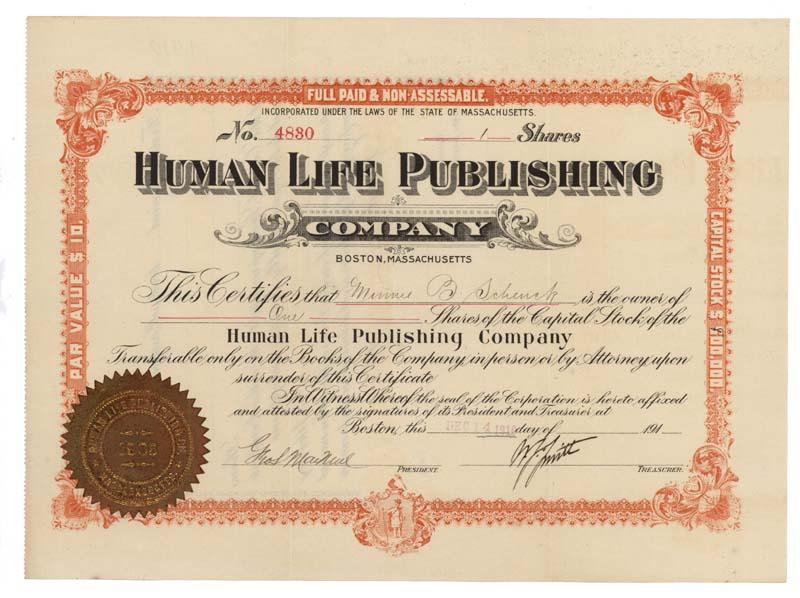 FULL PAID & NON-ASSESSABLE.
INCORPORATED UNDER THE LAWS OF THE STATE OF MASSACHUSETTS.
No. 4830 1 Shares
HUMAN LIFE PUBLISHING
COMPANY
BOSTON, MASSACHUSETTS
PAR VALUE $10.
CAPITAL STOCK $
This Certifies that Minnie B Schenck is the owner of
One Shares of the Capital Stock of the
Human Life Publishing Company
Transferable only on the Books of the Company in person or by Attorney upon
surrender of this Certificate
In Witness Whereof the seal of the Corporation is hereto affixed
and attested by the signatures of its President and Treasurer at
Boston, this DEC 14 1910 day of 191
PRESIDENT. TREASURER.